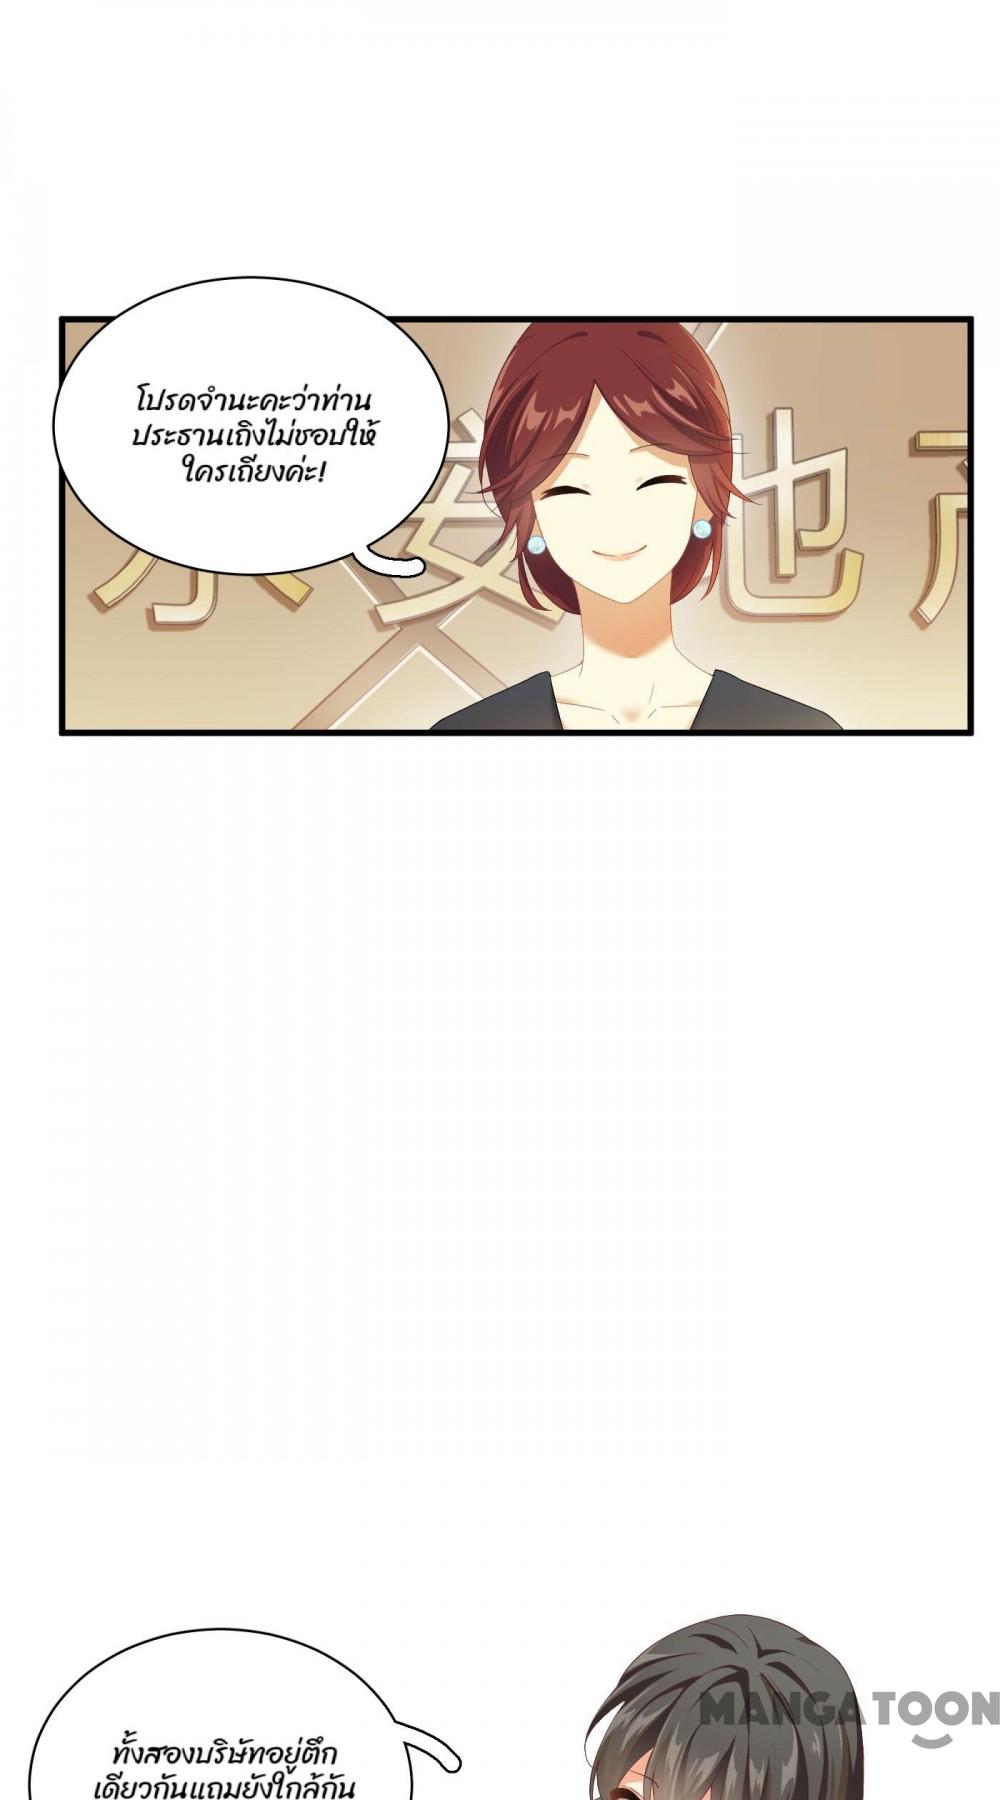 โปรดจำนะคะว่าท่าน
ประธานเถิงไม่ชอบให้
ใครเถียงค่ะ!
安地产
MANGATOON
ทั้งสองบริษัทอยู่ตึก
เดียวกันแถมยังใกล้กัน